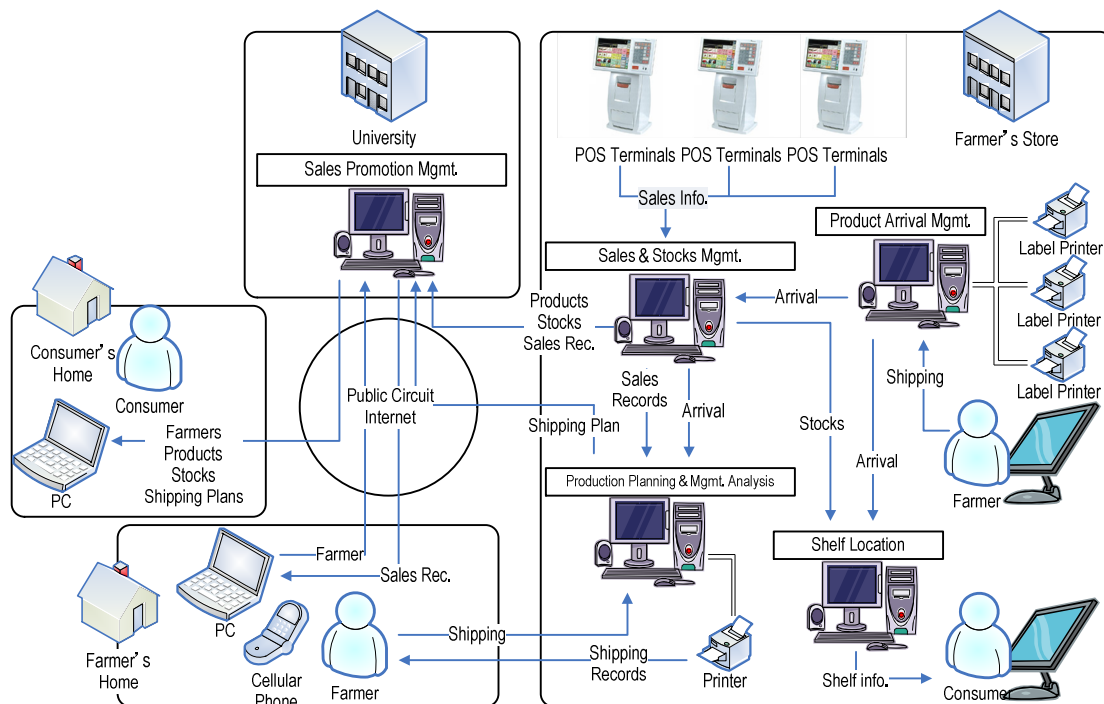 University
Sales Promotion Mgmt.
Farmer's Store
POS Terminals
POS Terminals
POS Terminals
Sales Info.
Sales & Stocks Mgmt.
Product Arrival Mgmt.
Label Printer
Label Printer
Label Printer
Arrival
Products
Stocks
Sales Rec.
Consumer's
Home
Consumer
PC
Farmers
Products
Stocks
Shipping Plans
Public Circuit
Internet
Sales
Records
Arrival
Shipping Plan
Stocks
Arrival
Shipping
Farmer
Production Planning & Mgmt. Analysis
Shelf Location
Farmer
Sales Rec.
PC
Farmer's
Home
Cellular
Phone
Farmer
Shipping
Shipping
Records
Printer
Shelf info.
Consumer